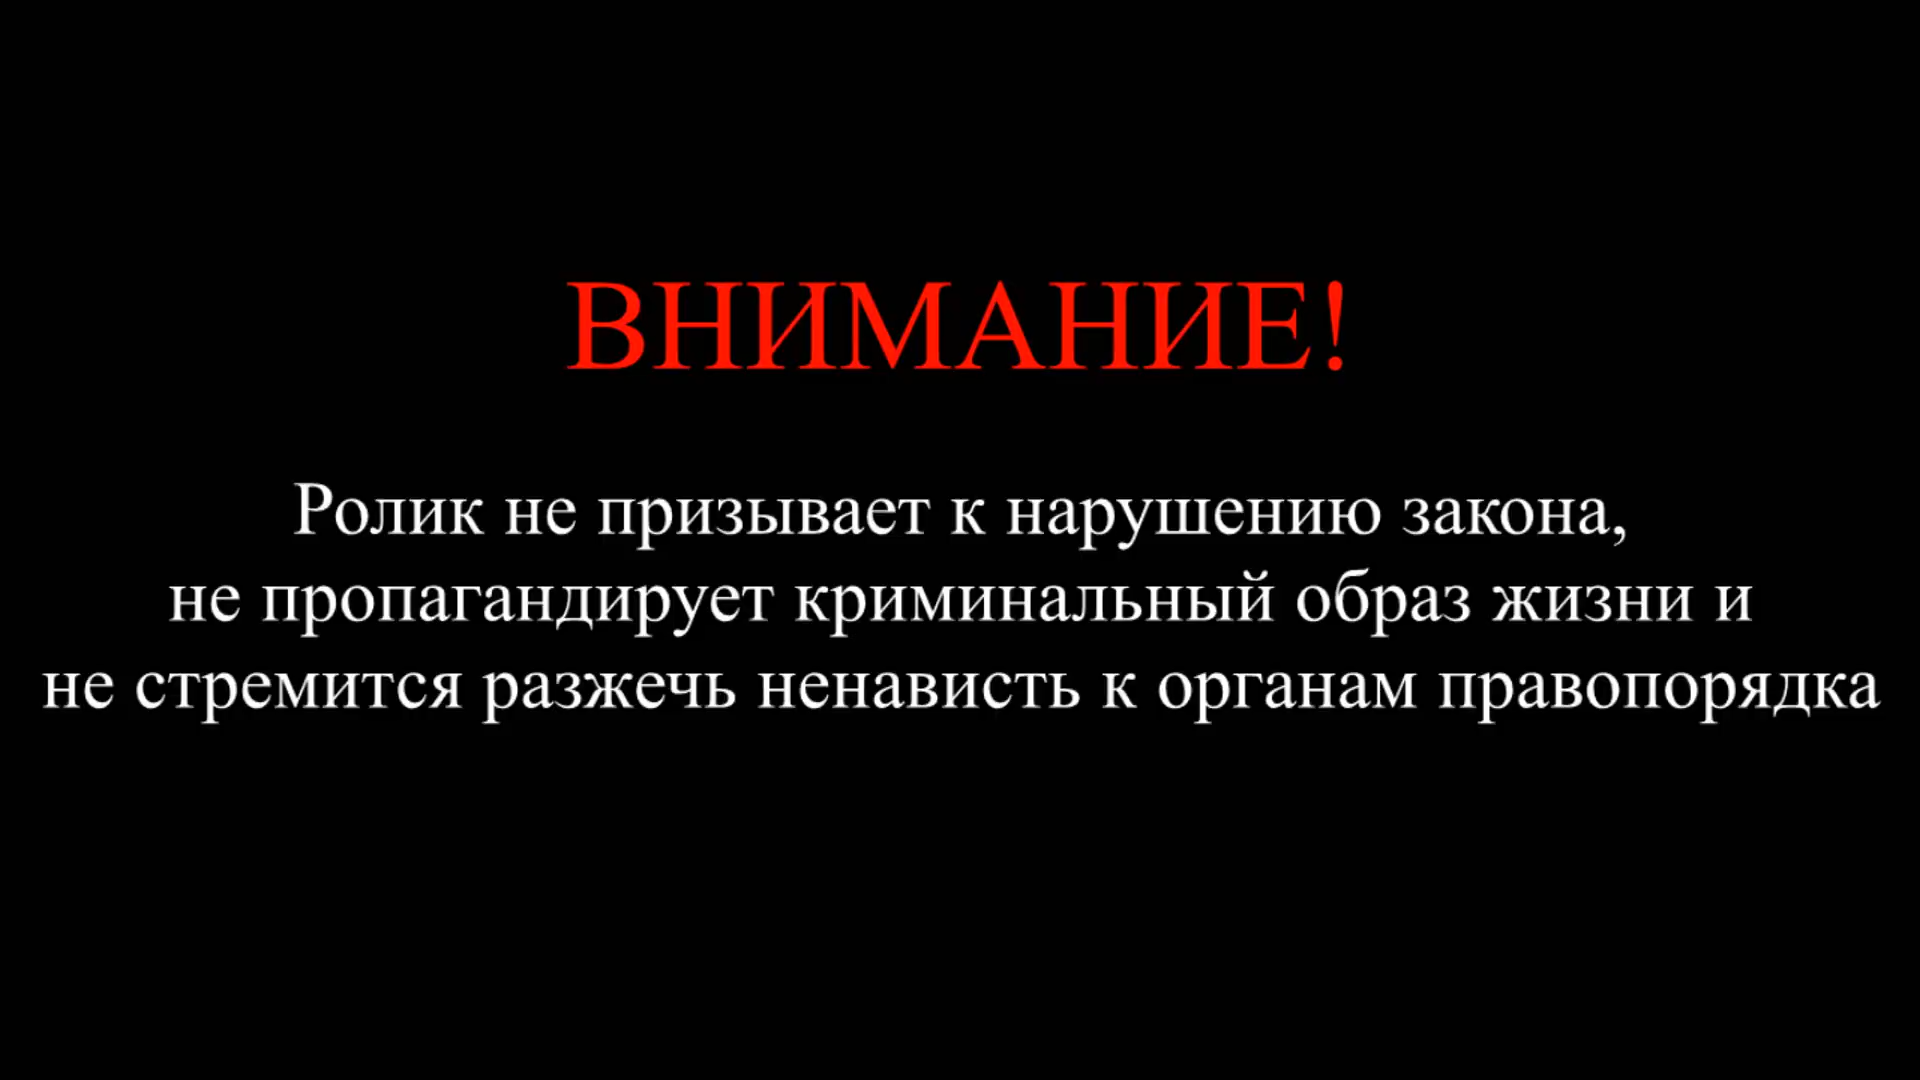 ВНИМАНИЕ!
Ролик не призывает к нарушению закона,
не пропагандирует криминальный образ жизни и
не стремится разжечь ненависть к органам правопорядка